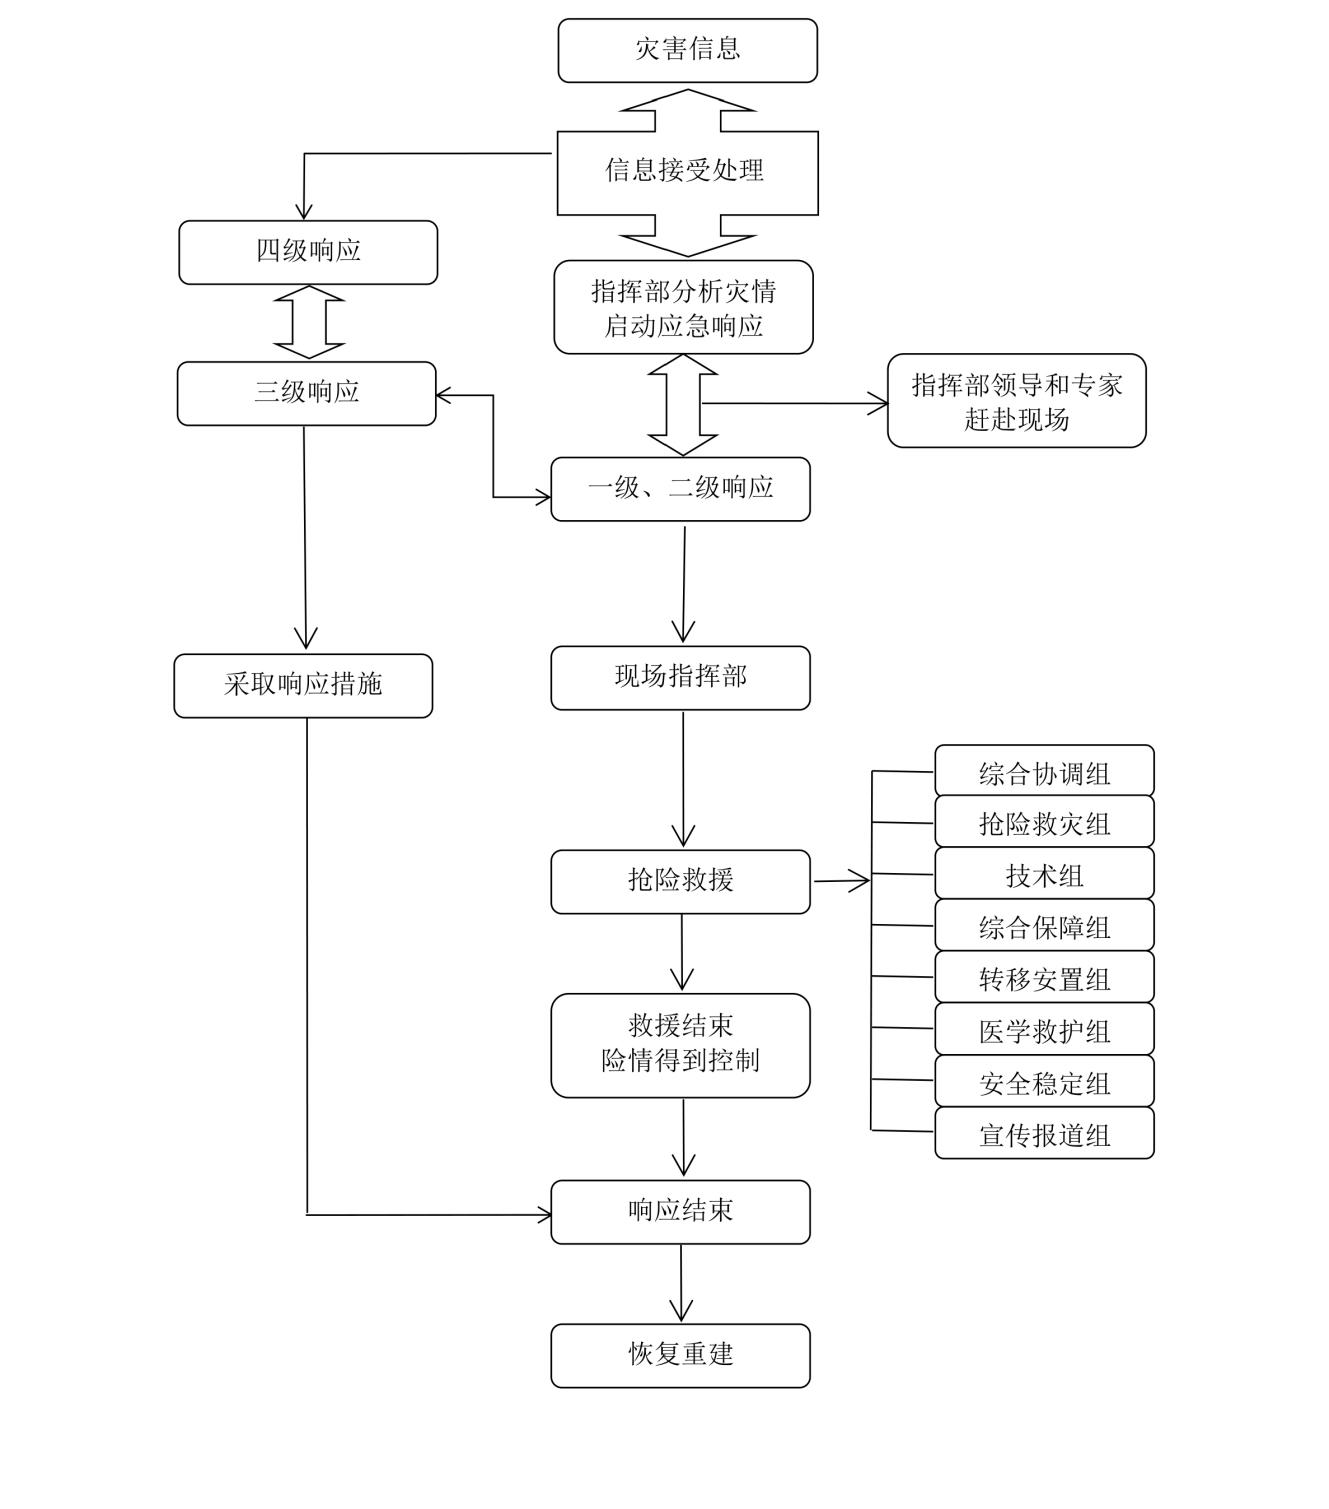 灾害信息
信息接受处理
四级响应
指挥部分析灾情
启动应急响应
三级响应
指挥部领导和专家
赶赴现场
一级、二级响应
采取响应措施
现场指挥部
综合协调组
抢险救灾组
抢险救援
技术组
综合保障组
转移安置组
救援结束
险情得到控制
医学救护组
安全稳定组
宣传报道组
响应结束
恢复重建